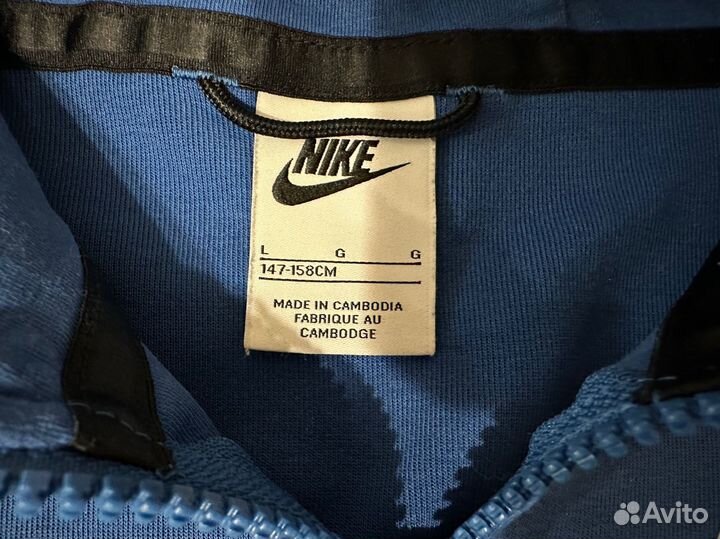 NIKE
L G G
147-158CM
MADE IN CAMBODIA
FABRIQUE AU
CAMBODGE
Avito